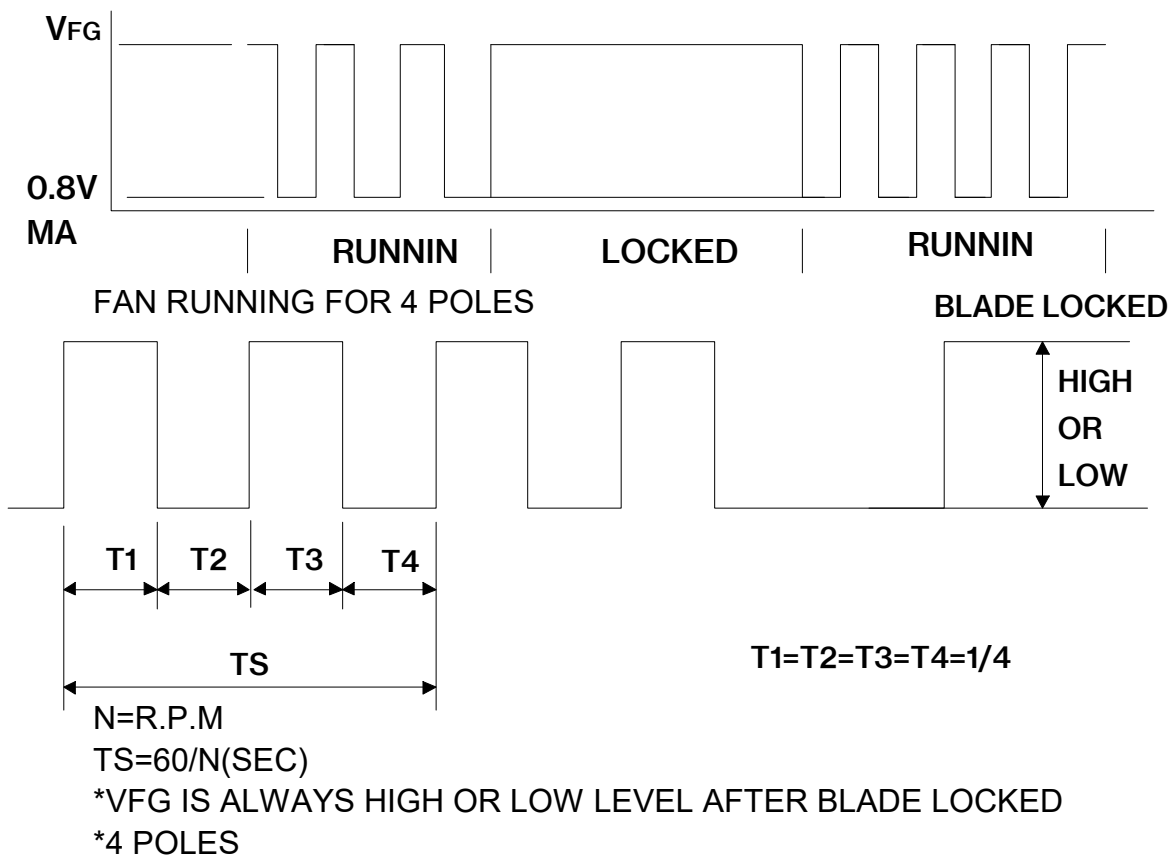 VFG
0.8V
MA
RUNNIN LOCKED RUNNIN
FAN RUNNING FOR 4 POLES
BLADE LOCKED
HIGH
OR
LOW
T1 T2 T3 T4
TS
T1=T2=T3=T4=1/4
N=R.P.M
TS=60/N(SEC)
*VFG IS ALWAYS HIGH OR LOW LEVEL AFTER BLADE LOCKED
*4 POLES